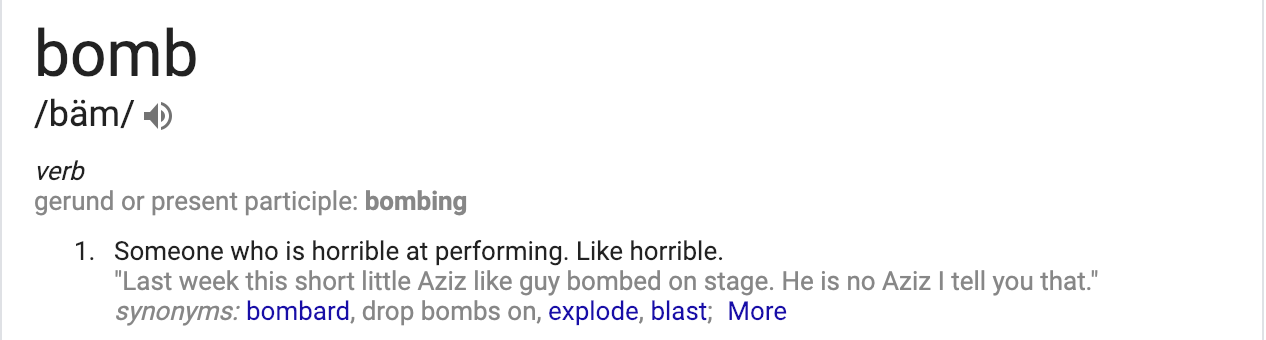 bomb
/bäm/
verb
gerund or present participle: bombing
1. Someone who is horrible at performing. Like horrible.
"Last week this short little Aziz like guy bombed on stage. He is no Aziz I tell you that."
synonyms: bombard, drop bombs on, explode, blast; More